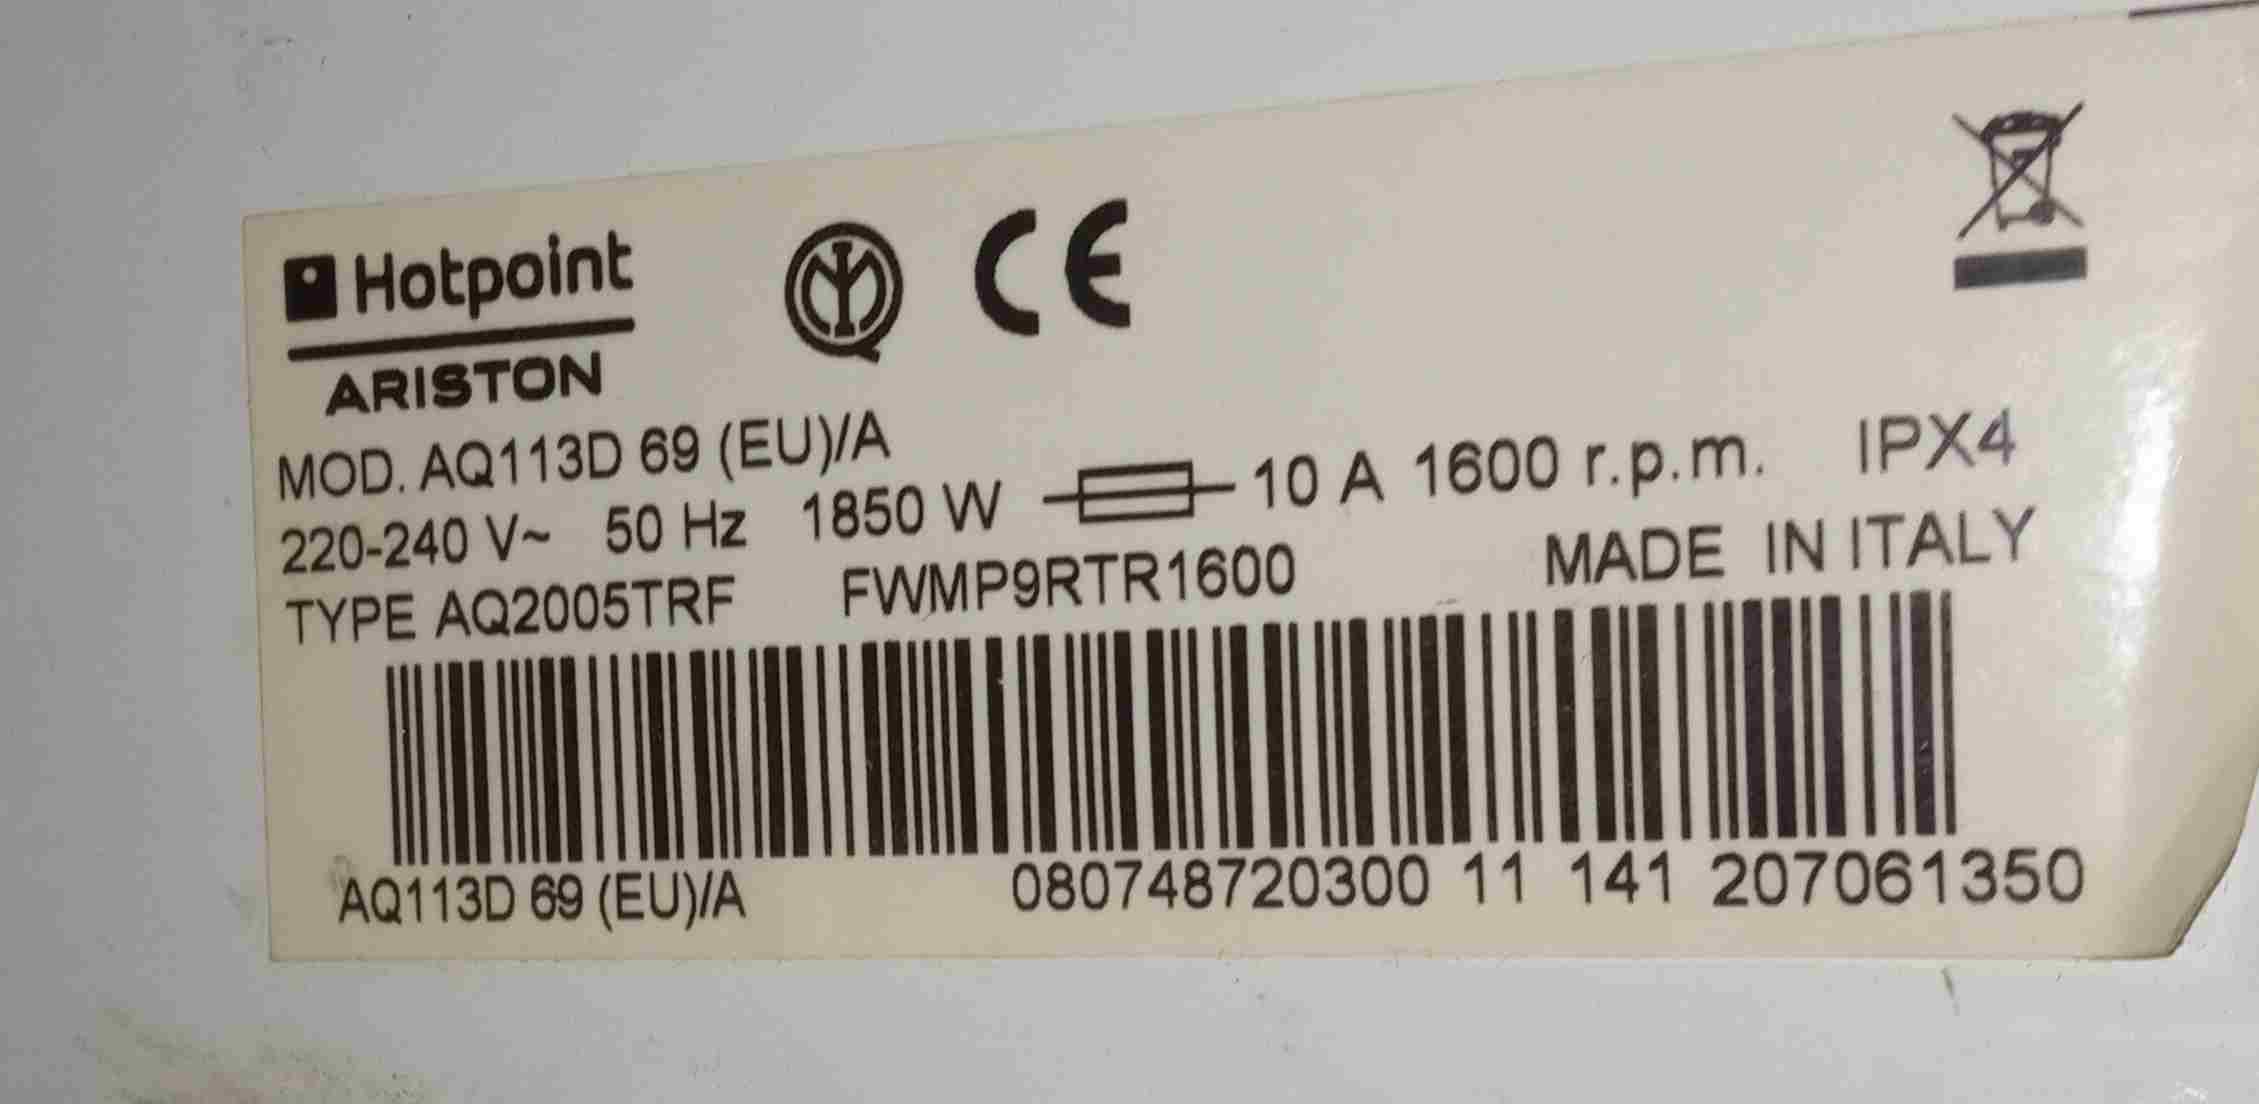 Hotpoint
ARISTON
CE
MOD. AQ113D 69 (EU)/A
220-240 V~ 50 Hz 1850 W 10 A 1600 r.p.m. IPX4
TYPE AQ2005TRF FWMP9RTR1600 MADE IN ITALY
AQ113D 69 (EU)/A 080748720300 11 141 207061350